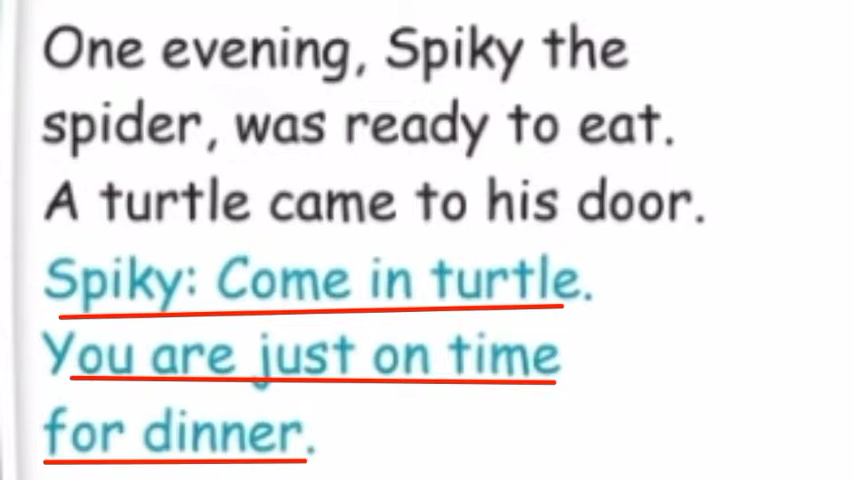 One evening, Spiky the
spider, was ready to eat.
A turtle came to his door.
Spiky: Come in turtle.
You are just on time
for dinner.